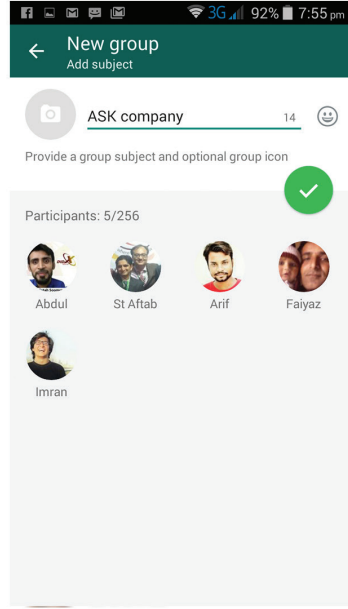 3G 92% 7:55 pm
New group
Add subject
ASK company 14
Provide a group subject and optional group icon
Participants: 5/256
Abdul St Aftab Arif Faiyaz
Imran